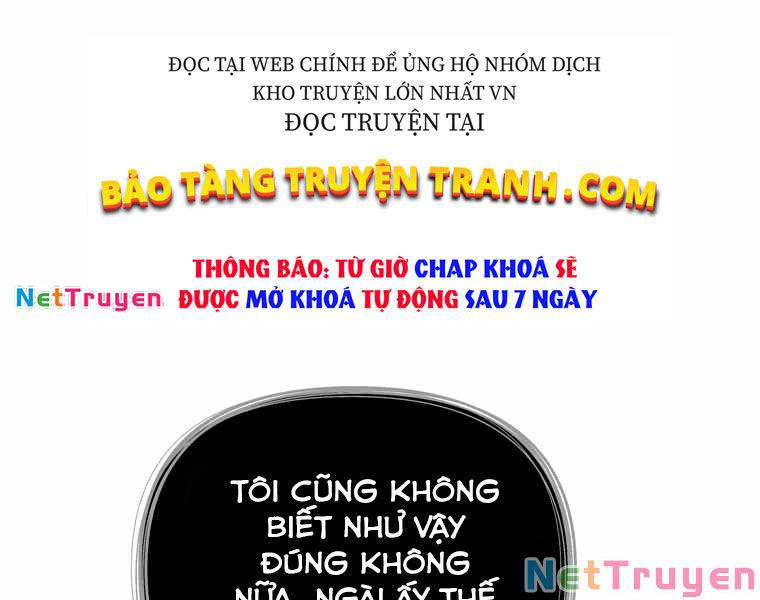 ĐỌC TẠI WEB CHÍNH ĐỂ ỦNG HỘ NHÓM DỊCH
KHO TRUYỆN LỚN NHẤT VN
ĐỌC TRUYỆN TẠI
BẢO TÀNG TRUYỆN TRANH.COM
THÔNG BÁO: TỪ GIỜ CHAP KHOÁ SẼ
ĐƯỢC MỞ KHOÁ TỰ ĐỘNG SAU 7 NGÀY
NetTruyen
TÔI CŨNG KHÔNG
BIẾT NHƯ VẬY
ĐÚNG KHÔNG
NỮA, NGÀI ẤY THẾ
NetTruyen